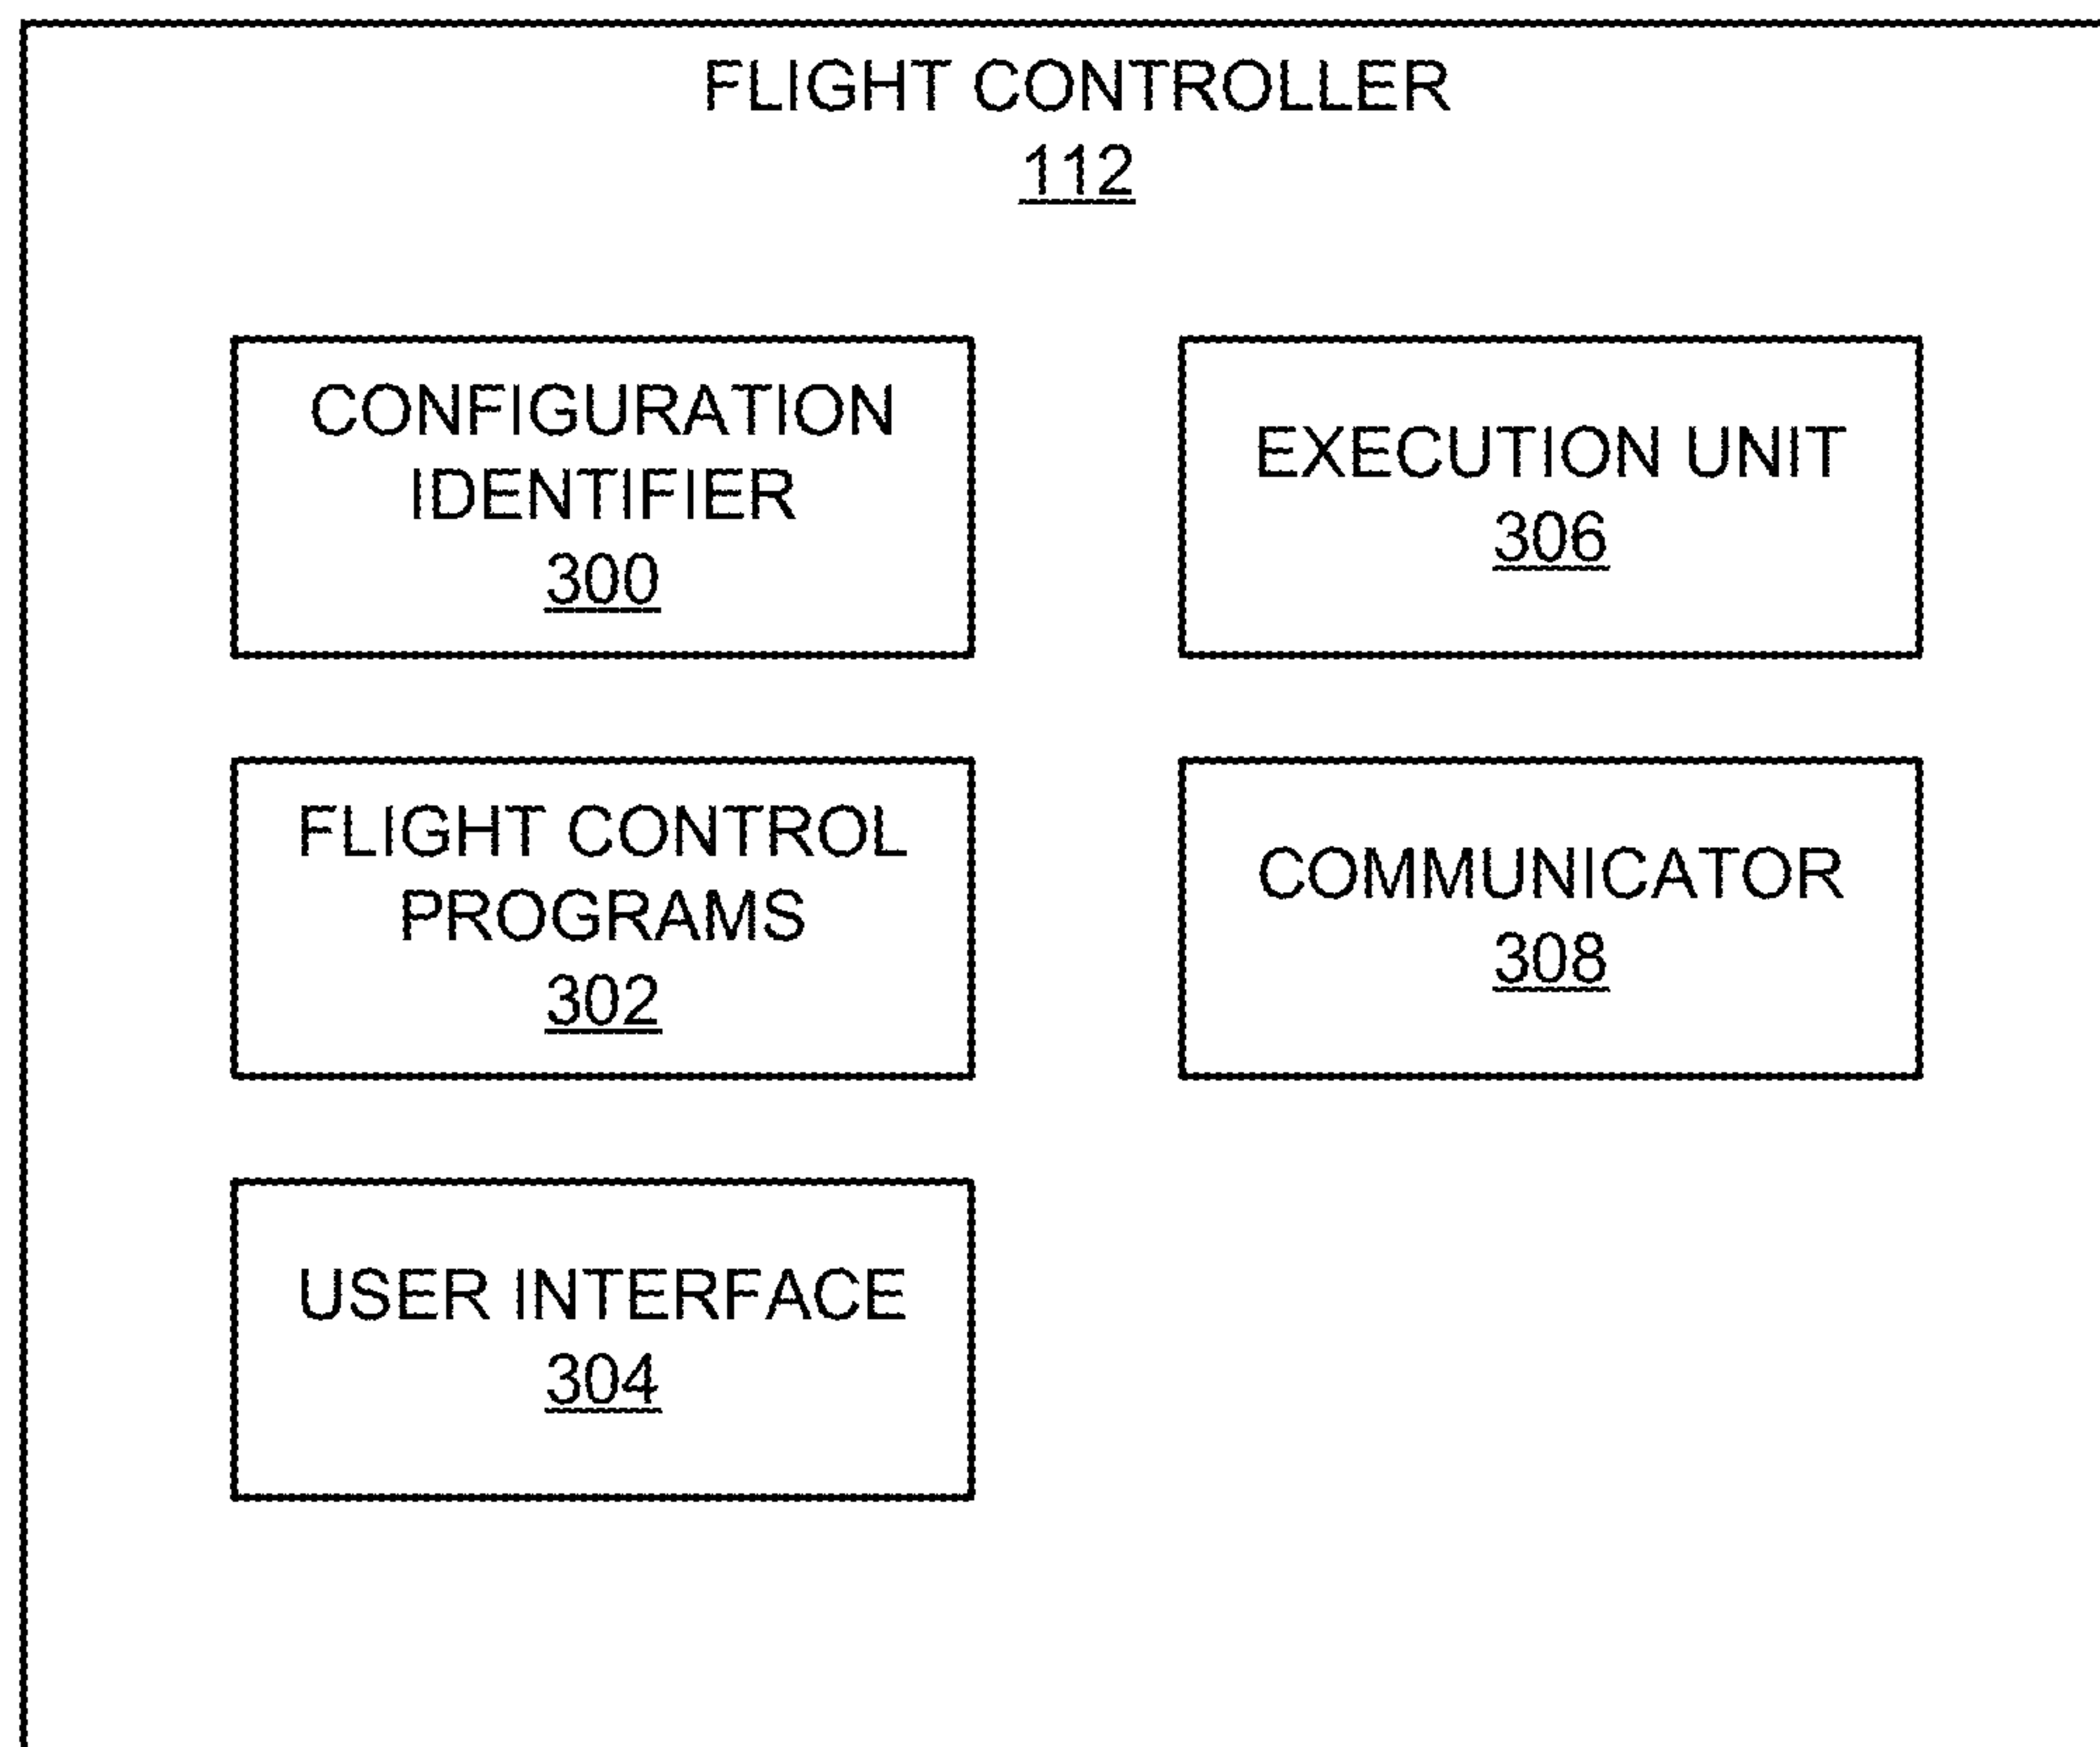 FLIGHT CONTROLLER
112
CONFIGURATION
IDENTIFIER
300
EXECUTION UNIT
306
FLIGHT CONTROL
PROGRAMS
302
COMMUNICATOR
308
USER INTERFACE
304